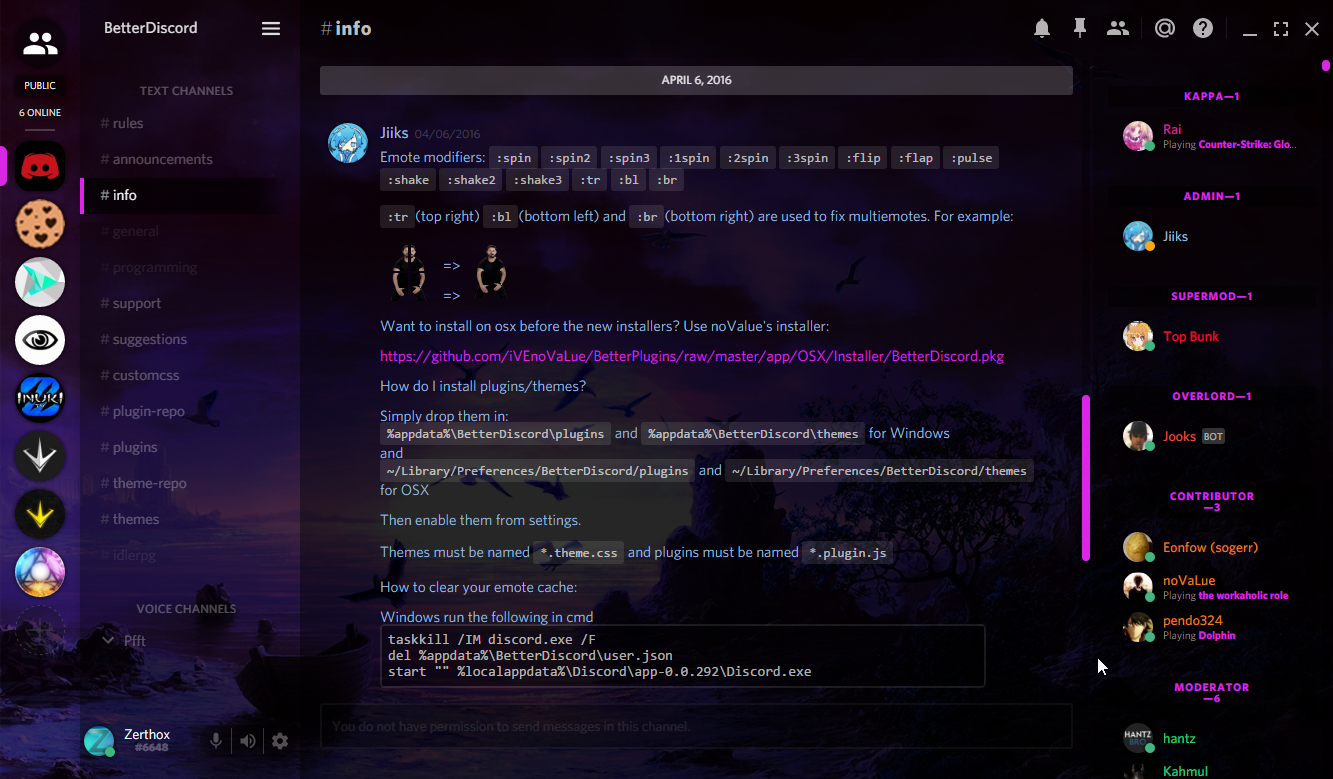 PUBLIC
6 ONLINE
INUKI
BetterDiscord
TEXT CHANNELS
# rules
# announcements
# info
# general
# programming
# support
# suggestions
# customcss
# plugin-repo
# plugins
# theme-repo
# themes
# idlerpg
VOICE CHANNELS
Pfft
Zerthox
#6648
# info
APRIL 6, 2016
Jiiks 04/06/2016
Emote modifiers: :spin :spin2 :spin3 :1spin :2spin :3spin :flip :flap :pulse
:shake :shake2 :shake3 :tr :bl :br
:tr (top right) :bl (bottom left) and :br (bottom right) are used to fix multiemotes. For example:
=>
=>
Want to install on osx before the new installers? Use noValue's installer:
https://github.com/iVEnoVaLue/BetterPlugins/raw/master/app/OSX/Installer/BetterDiscord.pkg
How do I install plugins/themes?
Simply drop them in:
%appdata%\BetterDiscord\plugins and %appdata%\BetterDiscord\themes for Windows
and
~/Library/Preferences/BetterDiscord/plugins and ~/Library/Preferences/BetterDiscord/themes
for OSX
Then enable them from settings.
Themes must be named *.theme.css and plugins must be named *.plugin.js
How to clear your emote cache:
Windows run the following in cmd
taskkill /IM discord.exe /F
del %appdata%\BetterDiscord\user.json
start "" %localappdata%\Discord\app-0.0.292\Discord.exe
You do not have permission to send messages in this channel.
KAPPA—1
Rai
Playing Counter-Strike: Glo...
ADMIN—1
Jiiks
SUPERMOD—1
Top Bunk
OVERLORD—1
Jooks BOT
CONTRIBUTOR
—3
Eonfow (sogerr)
noVaLue
Playing the workaholic role
pendo324
Playing Dolphin
MODERATOR
—6
HANTZ
BRO
hantz
Kahmul